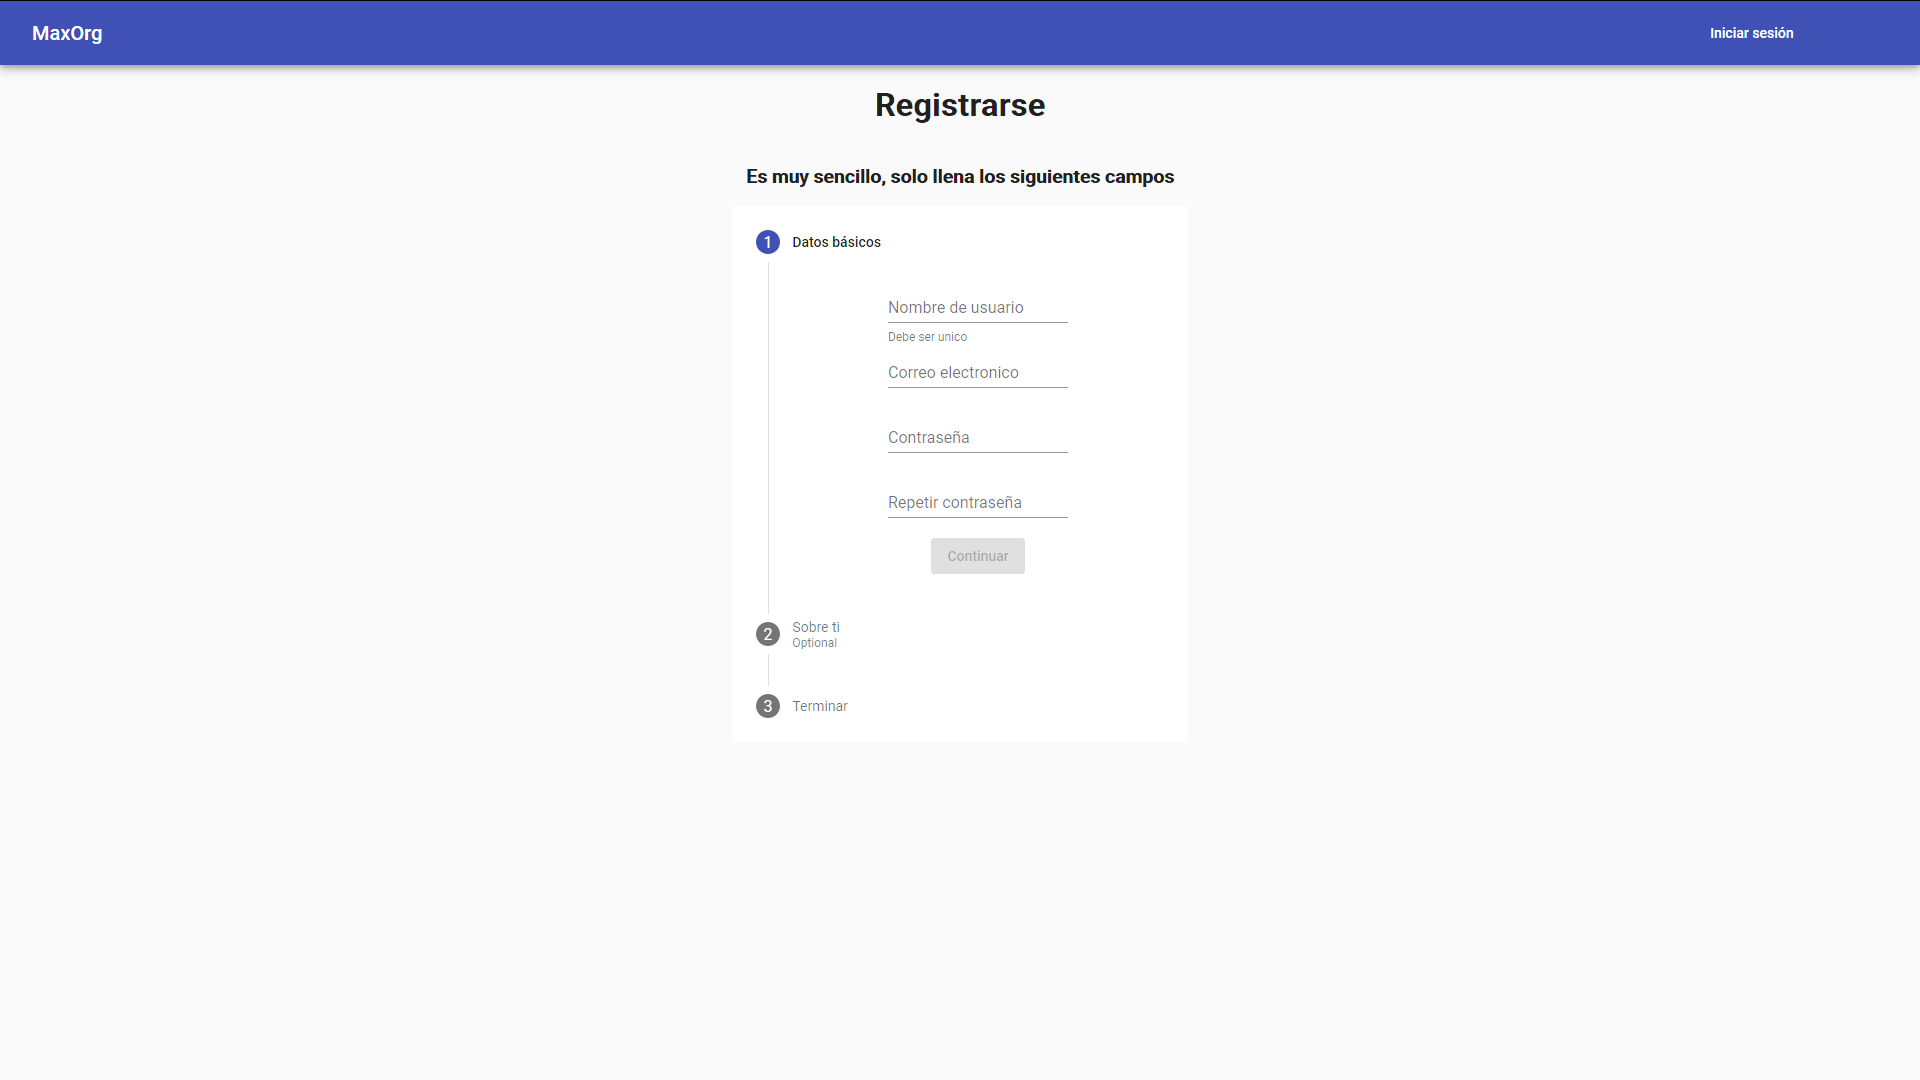 MaxOrg
Iniciar sesión
Registrarse
Es muy sencillo, solo llena los siguientes campos
1 Datos básicos
Nombre de usuario
Debe ser unico
Correo electronico
Contraseña
Repetir contraseña
Continuar
2 Sobre ti
Optional
3 Terminar